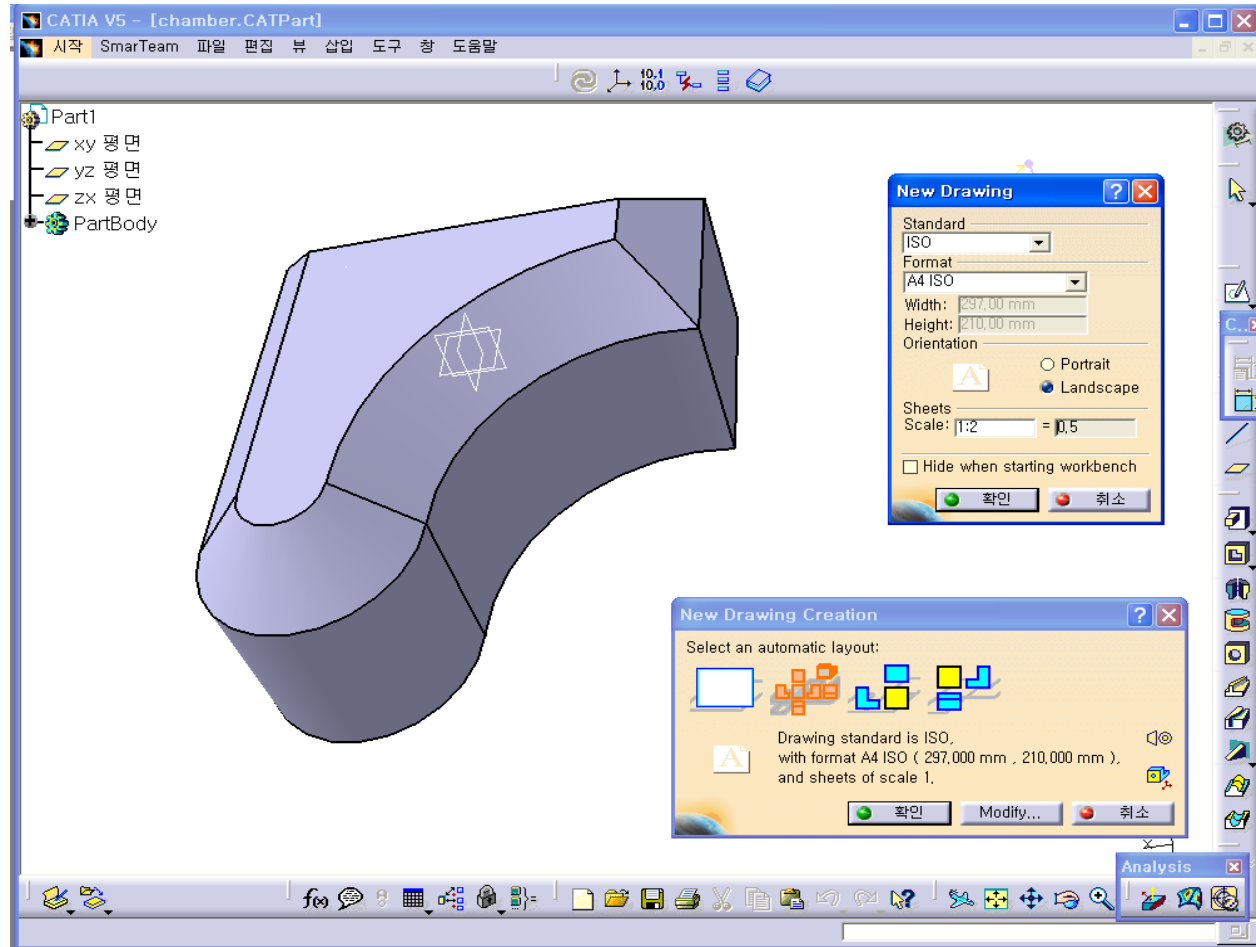 CATIA V5 - [chamber.CATPart]
시작 SmarTeam 파일 편집 뷰 삽입 도구 창 도움말
10,1
10,0
Part1
xy 평면
yz 평면
zx 평면
PartBody
New Drawing
Standard
ISO
Format
A4 ISO
Width: 297,00 mm
Height: 210,00 mm
Orientation
A
Portrait
Landscape
Sheets
Scale: 1:2 = 0,5
Hide when starting workbench
확인 취소
C..
New Drawing Creation
Select an automatic layout:
A
Drawing standard is ISO,
with format A4 ISO ( 297,000 mm , 210,000 mm ),
and sheets of scale 1,
확인 Modify... 취소
Analysis
f(x)